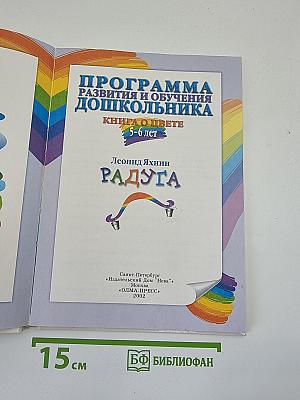 ПРОГРАММА
РАЗВИТИЯ И ОБУЧЕНИЯ
ДОШКОЛЬНИКА
КНИГА О ЦВЕТЕ
5-6 лет
Леонид Яхнин
РАДУГА
Санкт-Петербург
«Издательский Дом "Нева"»
Москва
«ОЛМА-ПРЕСС»
2002
15 см
БФ БИБЛИОФАН